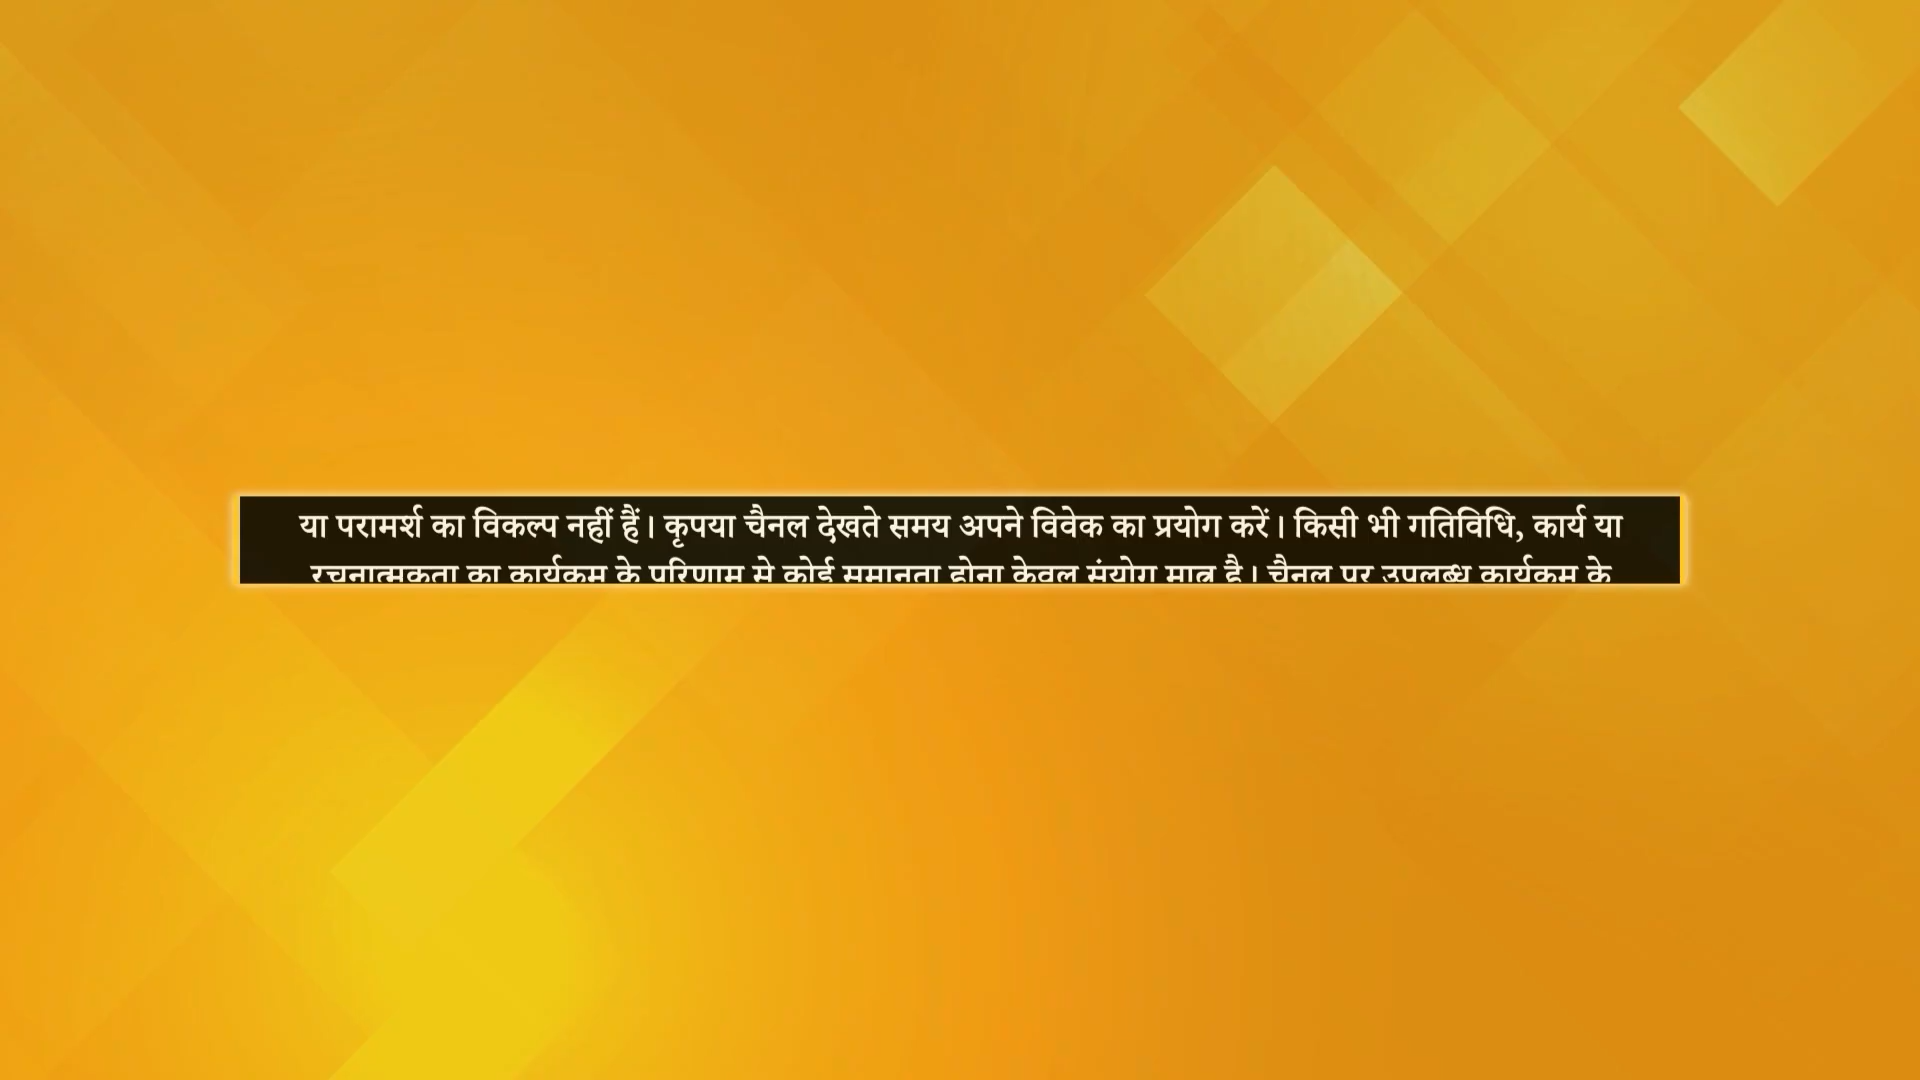 या परामर्श का विकल्प नहीं हैं। कृपया चैनल देखते समय अपने विवेक का प्रयोग करें। किसी भी गतिविधि, कार्य या
रचनात्मकता का कार्यक्रम के परिणाम से कोई समानता होना केवल संयोग मात्र है। चैनल पर उपलब्ध कार्यक्रम के